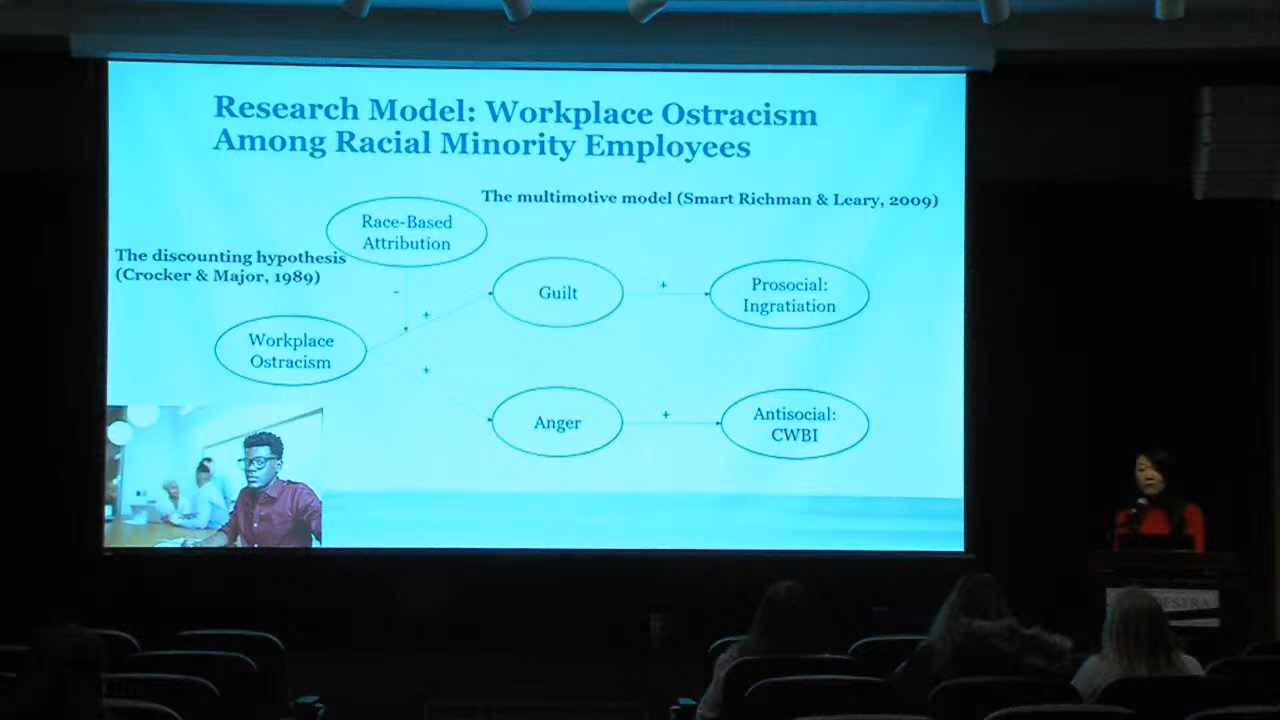 Research Model: Workplace Ostracism
Among Racial Minority Employees
The multimotive model (Smart Richman & Leary, 2009)
Race-Based
Attribution
The discounting hypothesis
(Crocker & Major, 1989)
-
+
Guilt
+
Prosocial:
Ingratiation
Workplace
Ostracism
+
Anger
+
Antisocial:
CWBI